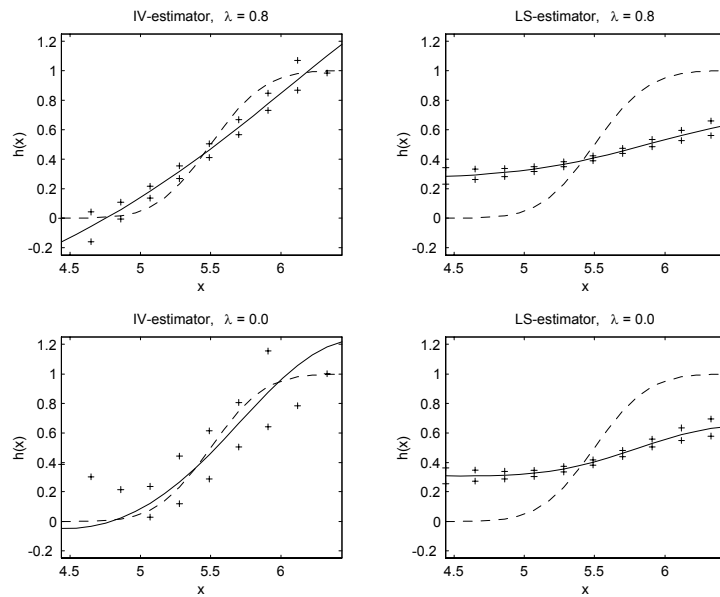 IV-estimator, λ = 0.8
1.2
1
0.8
0.6
0.4
0.2
0
-0.2
h(x)
4.5 5 5.5 6
x
LS-estimator, λ = 0.8
1.2
1
0.8
0.6
0.4
0.2
0
-0.2
h(x)
4.5 5 5.5 6
x
IV-estimator, λ = 0.0
1.2
1
0.8
0.6
0.4
0.2
0
-0.2
h(x)
4.5 5 5.5 6
x
LS-estimator, λ = 0.0
1.2
1
0.8
0.6
0.4
0.2
0
-0.2
h(x)
4.5 5 5.5 6
x